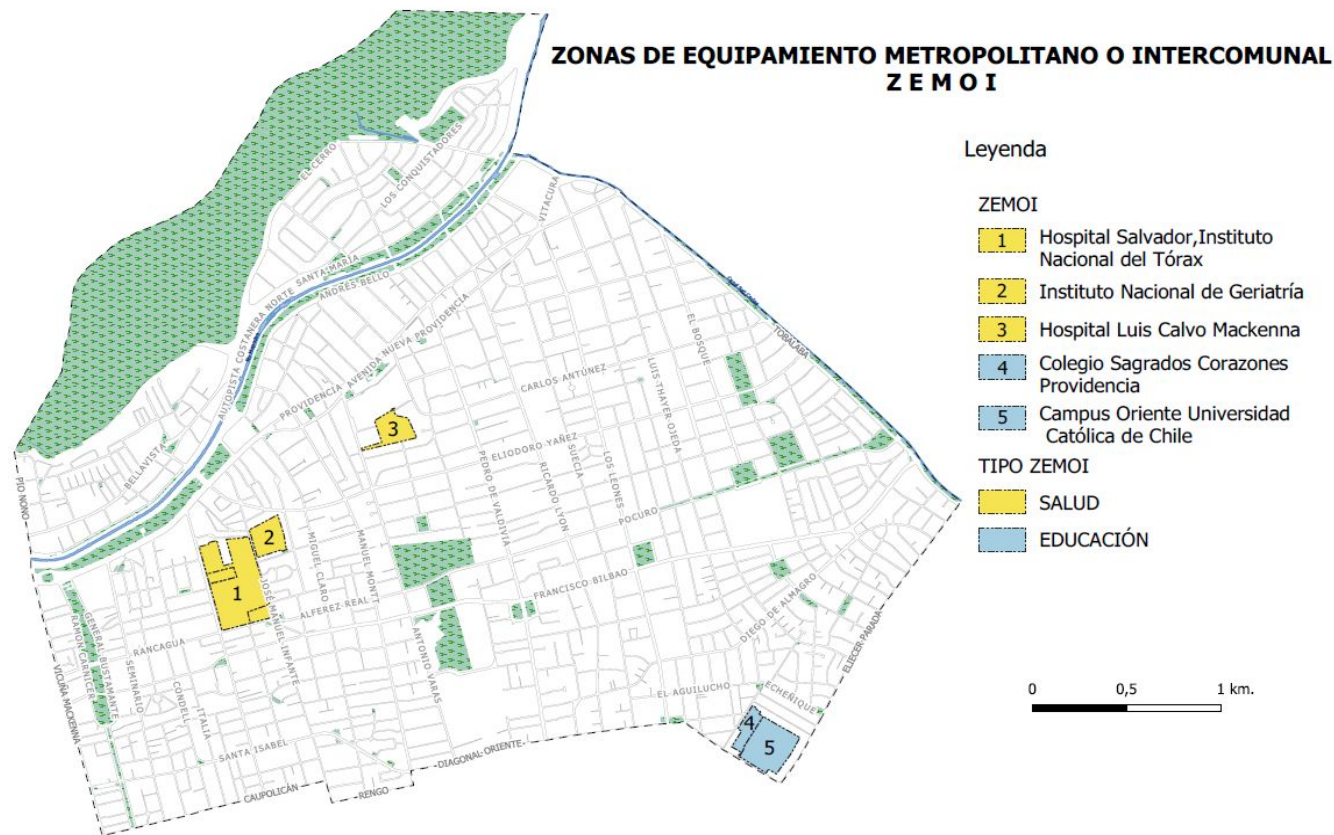 ZONAS DE EQUIPAMIENTO METROPOLITANO O INTERCOMUNAL
Z E M O I
Leyenda
ZEMOI
1 Hospital Salvador,Instituto
Nacional del Tórax
2 Instituto Nacional de Geriatría
3 Hospital Luis Calvo Mackenna
4 Colegio Sagrados Corazones
Providencia
5 Campus Oriente Universidad
Católica de Chile
TIPO ZEMOI
SALUD
EDUCACIÓN
0 0,5 1 km.
EL CERRO
LOS CONQUISTADORES
VITACURA
AUTOPISTA COSTANERA NORTE SANTA MARÍA
ANDRÉS BELLO
PROVIDENCIA
AVENIDA NUEVA PROVIDENCIA
TOBALABA
EL BOSQUE
LUIS THAYER OJEDA
CARLOS ANTÚNEZ
3
ELIODORO YAÑEZ
SUECIA
LOS LEONES
RICARDO LYON
PEDRO DE VALDIVIA
BELLAVISTA
PÍO NONO
POCURO
2
MIGUEL CLARO
MANUEL MONTT
1
JOSÉ MANUEL INFANTE
ALFEREZ REAL
FRANCISCO BILBAO
DIEGO DE ALMAGRO
ELIECER PARADA
RANCAGUA
GENERAL BUSTAMANTE
RAMÓN CARNICER
VICUÑA MACKENNA
SEMINARIO
CONDELL
ITALIA
ANTONIO VARAS
EL AGUILUCHO
ECHEÑIQUE
4
5
SANTA ISABEL
DIAGONAL ORIENTE
CAUPOLICÁN
RENGO